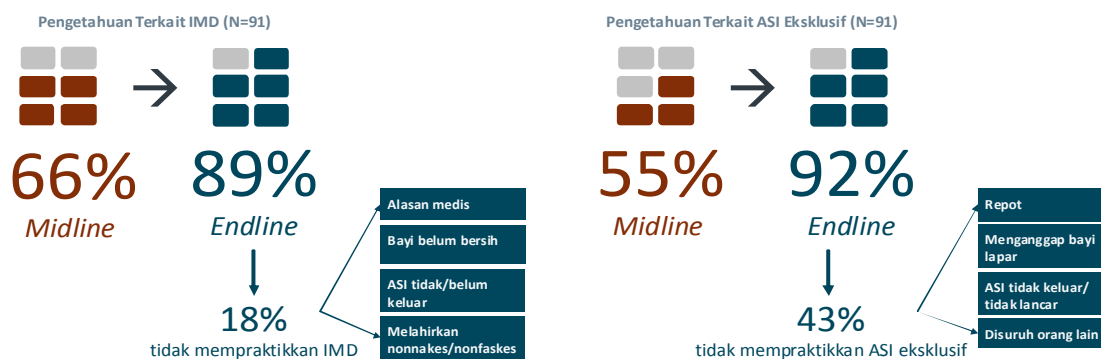 Pengetahuan Terkait IMD (N=91)
66%
Midline
89%
Endline
18%
tidak mempraktikkan IMD
Alasan medis
Bayi belum bersih
ASI tidak/belum
keluar
Melahirkan
nonnakes/nonfaskes
Pengetahuan Terkait ASI Eksklusif (N=91)
55%
Midline
92%
Endline
43%
tidak mempraktikkan ASI eksklusif
Repot
Menganggap bayi
lapar
ASI tidak keluar/
tidak lancar
Disuruh orang lain